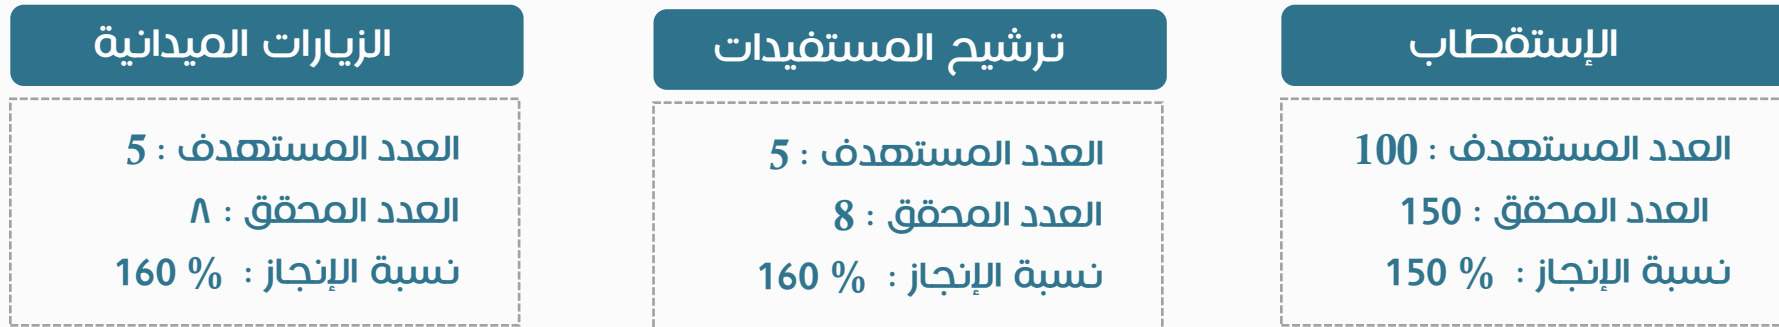 الإستقطاب
العدد المستهدف : 100
العدد المحقق : 150
نسبة الإنجاز : % 150
ترشيح المستفيدات
العدد المستهدف : 5
العدد المحقق : 8
نسبة الإنجاز : % 160
الزيارات الميدانية
العدد المستهدف : 5
العدد المحقق : ٨
نسبة الإنجاز : % 160